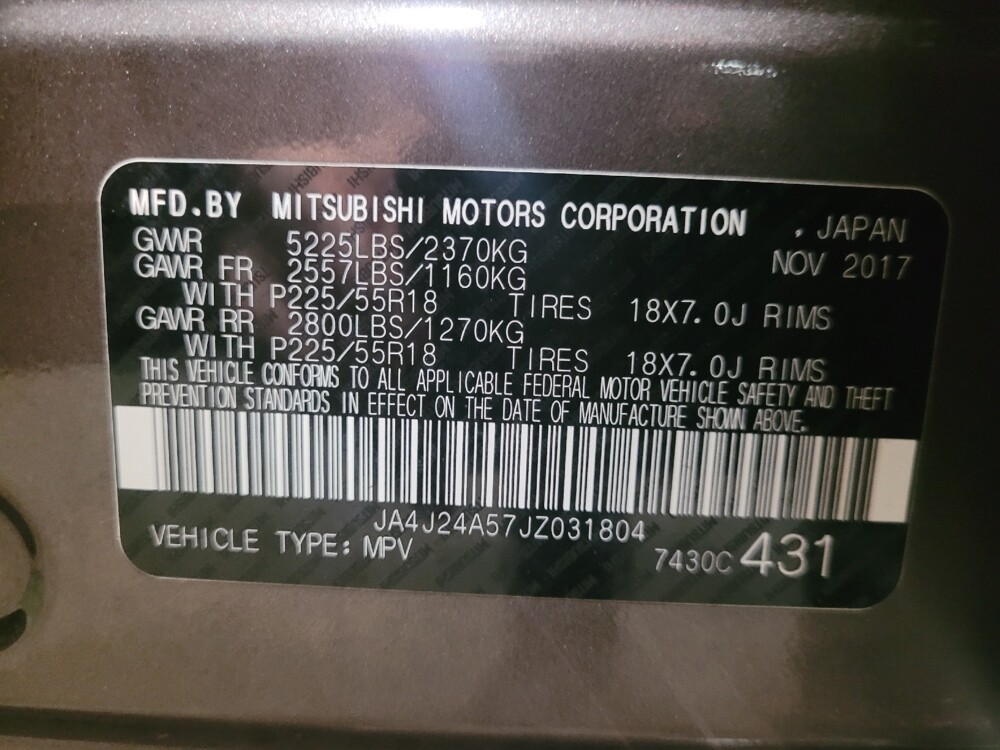 MFD.BY MITSUBISHI MOTORS CORPORATION , JAPAN
GVWR 5225LBS/2370KG NOV 2017
GAWR FR 2557LBS/1160KG
WITH P225/55R18 TIRES 18X7.0J RIMS
GAWR RR 2800LBS/1270KG
WITH P225/55R18 TIRES 18X7.0J RIMS
THIS VEHICLE CONFORMS TO ALL APPLICABLE FEDERAL MOTOR VEHICLE SAFETY AND THEFT
PREVENTION STANDARDS IN EFFECT ON THE DATE OF MANUFACTURE SHOWN ABOVE.
JA4J24A57JZ031804
VEHICLE TYPE: MPV 7430C 431